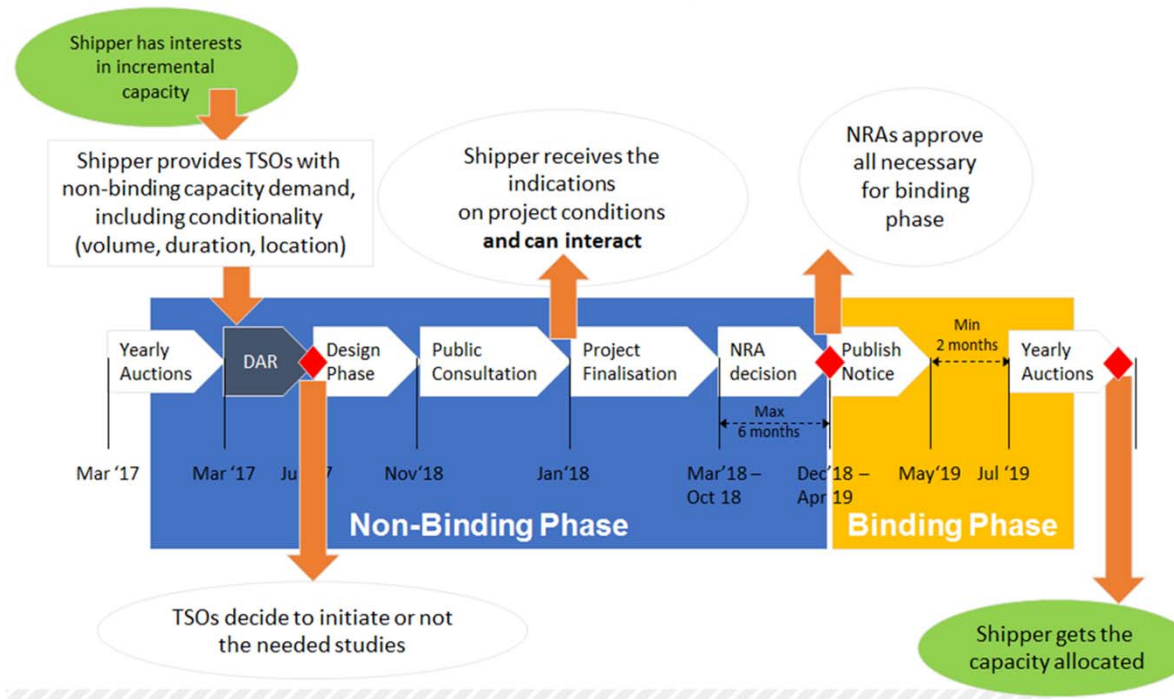 Shipper has interests
in incremental
capacity
Shipper provides TSOs with
non-binding capacity demand,
including conditionality
(volume, duration, location)
Shipper receives the
indications
on project conditions
and can interact
NRAs approve
all necessary
for binding
phase
Yearly
Auctions
DAR
Design
Phase
Public
Consultation
Project
Finalisation
NRA
decision
Publish
Notice
Min
2 months
Yearly
Auctions
Max
6 months
Mar ‘17
Mar ‘17
Nov‘18
Jan‘18
Mar’18 –
Oct 18
Dec’18 –
Apr 19
May‘19
Jul ‘19
Non-Binding Phase
Binding Phase
TSOs decide to initiate or not
the needed studies
Shipper gets the
capacity allocated